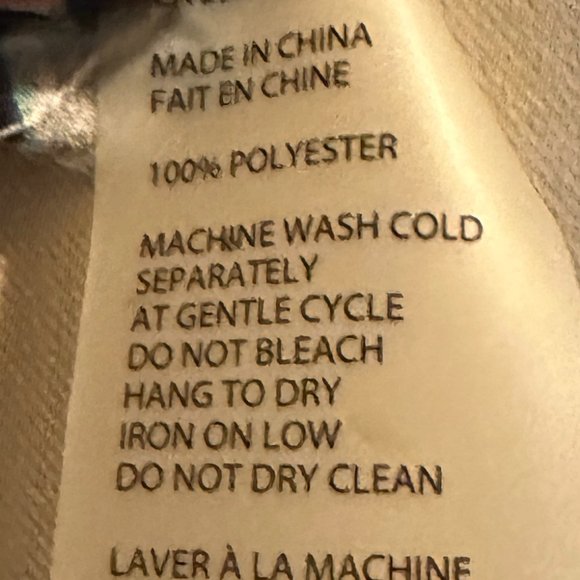 MADE IN CHINA
FAIT EN CHINE
100% POLYESTER
MACHINE WASH COLD
SEPARATELY
AT GENTLE CYCLE
DO NOT BLEACH
HANG TO DRY
IRON ON LOW
DO NOT DRY CLEAN
LAVER À LA MACHINE